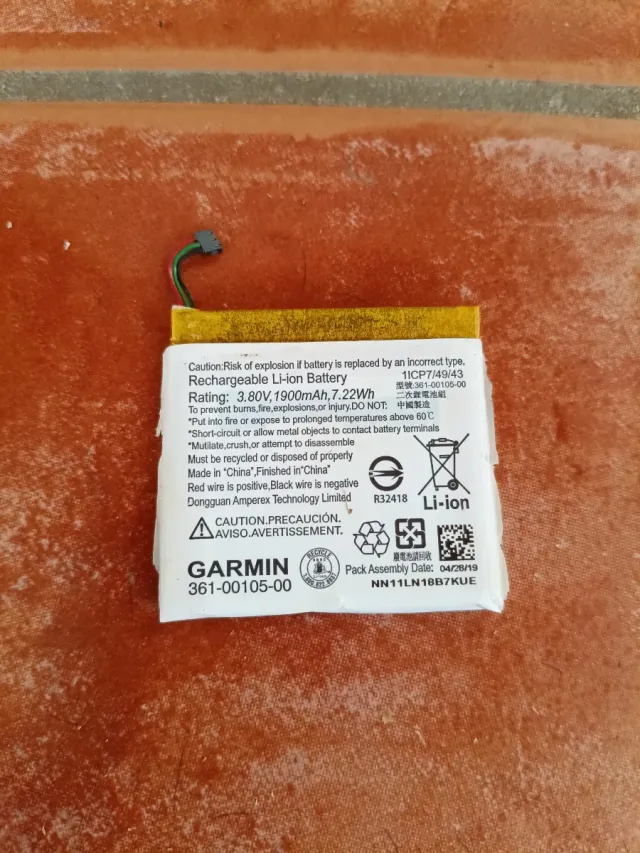 Caution:Risk of explosion if battery is replaced by an incorrect type.
Rechargeable Li-ion Battery
1ICP7/49/43
型號:361-00105-00
Rating: 3.80V,1900mAh,7.22Wh
二次鋰電池組
To prevent burns,fire,explosions,or injury.DO NOT:
中國製造
*Put into fire or expose to prolonged temperatures above 60℃
*Short-circuit or allow metal objects to contact battery terminals
*Mutilate,crush,or attempt to disassemble
Must be recycled or disposed of properly
Made in "China",Finished in"China"
Red wire is positive,Black wire is negative
Dongguan Amperex Technology Limited
R32418
Li-ion
CAUTION.PRECAUCIÓN.
AVISO.AVERTISSEMENT.
廢電池請回收
GARMIN
361-00105-00
RECYCLE
Pack Assembly Date: 04/28/19
NN11LN18B7KUE